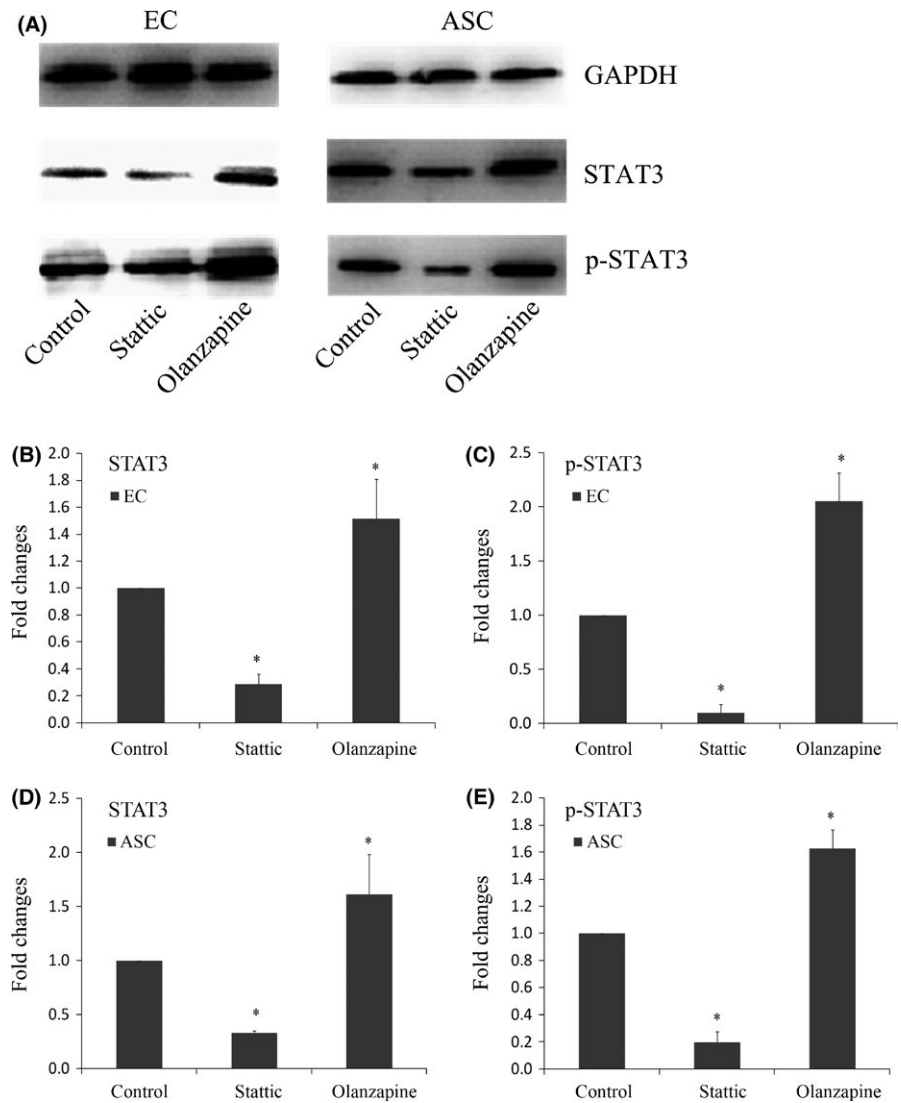 (A)
EC ASC
GAPDH
STAT3
p-STAT3
Control Stattic Olanzapine Control Stattic Olanzapine
(B)
STAT3
EC
Fold changes
2.0
1.8
1.6
1.4
1.2
1.0
0.8
0.6
0.4
0.2
0.0
*
*
Control Stattic Olanzapine
(C)
p-STAT3
EC
Fold changes
2.5
2.0
1.5
1.0
0.5
0.0
*
*
Control Stattic Olanzapine
(D)
STAT3
ASC
Fold changes
2.5
2.0
1.5
1.0
0.5
0.0
*
*
Control Stattic Olanzapine
(E)
p-STAT3
ASC
Fold changes
2.0
1.8
1.6
1.4
1.2
1.0
0.8
0.6
0.4
0.2
0.0
*
*
Control Stattic Olanzapine